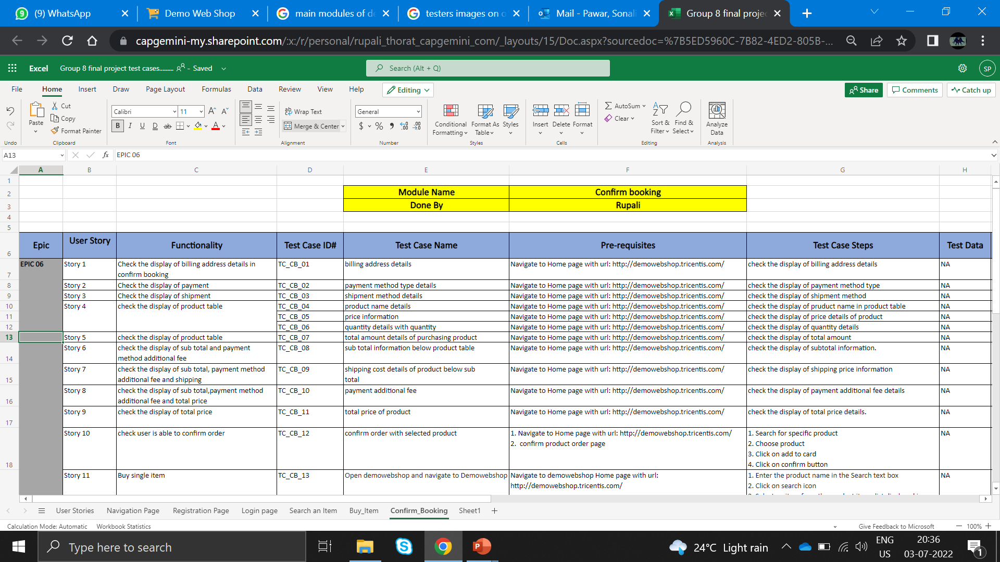 (9) WhatsApp
Demo Web Shop
main modules of de
testers images on o
Mail - Pawar, Sonali
Group 8 final projec
capgemini-my.sharepoint.com/:x:/r/personal/rupali_thorat_capgemini_com/_layouts/15/Doc.aspx?sourcedoc=%7B5ED5960C-7B82-4ED2-805B-...
Excel Group 8 final project test cases......... - Saved
Search (Alt + Q)
SP
File Home Insert Draw Page Layout Formulas Data Review View Help Editing Share Comments Catch up
Paste Cut
Copy
Format Painter
Calibri 11
B I U D ab
Wrap Text
Merge & Center
General
$ % 9 .00 .00
Conditional Formatting
Format As Table
Styles
Insert Delete Format
AutoSum
Clear
Sort & Filter
Find & Select
Analyze Data
Undo Clipboard Font Alignment Number Styles Cells Editing Analysis
A13 fx EPIC 06
A B C D E F G H
1
2 Module Name Confirm booking
3 Done By Rupali
4
5
6 Epic User Story Functionality Test Case ID# Test Case Name Pre-requisites Test Case Steps Test Data
7 EPIC 06 Story 1 Check the display of billing address details in confirm booking TC_CB_01 billing address details Navigate to Home page with url: http://demowebshop.tricentis.com/ check the display of billing address details NA
8 Story 2 Check the display of payment TC_CB_02 payment method type details Navigate to Home page with url: http://demowebshop.tricentis.com/ check the display of payment method type NA
9 Story 3 Check the display of shipment TC_CB_03 shipment method details Navigate to Home page with url: http://demowebshop.tricentis.com/ check the display of shipment method NA
10 Story 4 check the display of product table TC_CB_04 product name details Navigate to Home page with url: http://demowebshop.tricentis.com/ check the display of pruduct name in product table NA
11 TC_CB_05 price information Navigate to Home page with url: http://demowebshop.tricentis.com/ check the display of price details of product NA
12 TC_CB_06 quantity details with quantity Navigate to Home page with url: http://demowebshop.tricentis.com/ check the display of quantity details NA
13 Story 5 check the display of product table TC_CB_07 total amount details of purchasing product Navigate to Home page with url: http://demowebshop.tricentis.com/ check the display of total amount NA
14 Story 6 check the display of sub total and payment method additional fee TC_CB_08 sub total information below product table Navigate to Home page with url: http://demowebshop.tricentis.com/ check the display of subtotal information. NA
15 Story 7 check the display of sub total, payment method additional fee and shipping TC_CB_09 shipping cost details of product below sub total Navigate to Home page with url: http://demowebshop.tricentis.com/ check the display of shipping price information NA
16 Story 8 check the display of sub total,payment method additional fee and total price TC_CB_10 payment additional fee Navigate to Home page with url: http://demowebshop.tricentis.com/ check the display of payment additional fee details NA
17 Story 9 check the display of total price TC_CB_11 total price of product Navigate to Home page with url: http://demowebshop.tricentis.com/ check the display of total price details. NA
18 Story 10 check user is able to confirm order TC_CB_12 confirm order with selected product 1. Navigate to Home page with url: http://demowebshop.tricentis.com/ 1. Search for specific product NA
2. confirm product order page 2. Choose product
3. Click on add to card
4. Click on confirm button
Story 11 Buy single item TC_CB_13 Open demowebshop and navigate to Demowebshop Navigate to demowebshop Home page with url: 1. Enter the product name in the Search text box NA
http://demowebshop.tricentis.com/ 2. Click on search icon
User Stories Navigation Page Registration Page Login page Search an Item Buy_Item Confirm_Booking Sheet1
Calculation Mode: Automatic Workbook Statistics Give Feedback to Microsoft 100%
Type here to search
24°C Light rain
ENG
US
20:36
03-07-2022
1